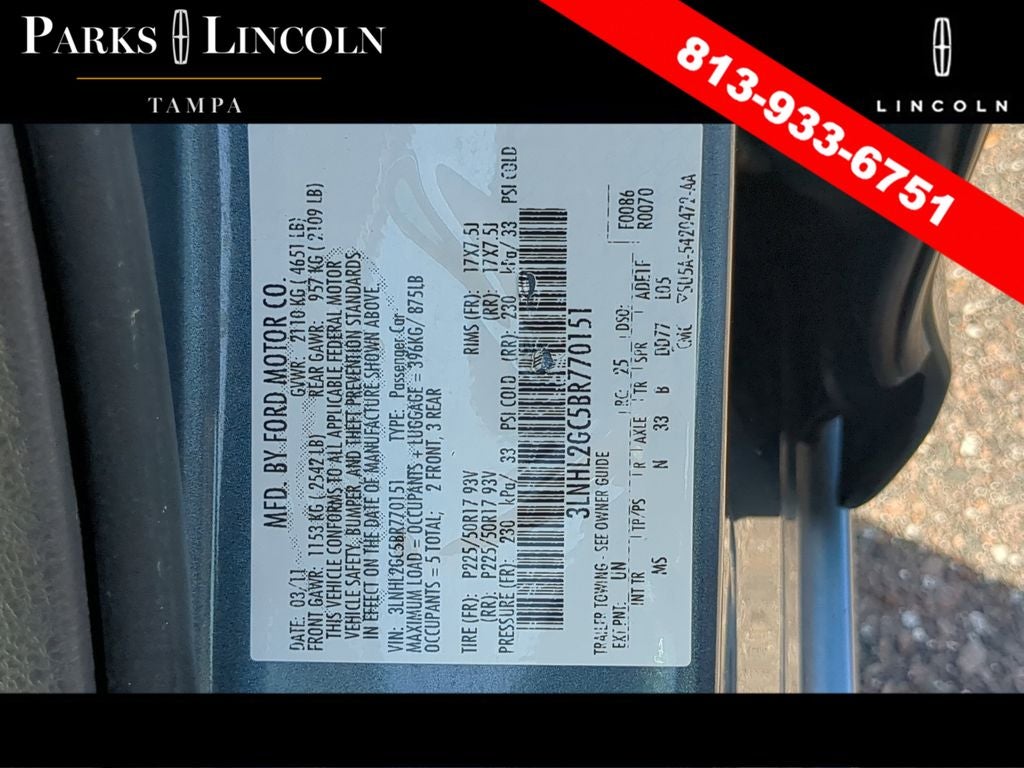 PARKS LINCOLN
TAMPA
813-933-6751
LINCOLN
MFD. BY FORD MOTOR CO.
DATE: 03/11 GVWR: 2110 KG ( 4651 LB)
FRONT GAWR: 1153 KG ( 2542 LB) REAR GAWR: 957 KG ( 2109 LB)
THIS VEHICLE CONFORMS TO ALL APPLICABLE FEDERAL MOTOR
VEHICLE SAFETY, BUMPER, AND THEFT PREVENTION STANDARDS
IN EFFECT ON THE DATE OF MANUFACTURE SHOWN ABOVE.
VIN: 3LNHL2GC5BR770151 TYPE: Passenger Car
MAXIMUM LOAD = OCCUPANTS + LUGGAGE = 396KG/ 875LB
OCCUPANTS = 5 TOTAL; 2 FRONT, 3 REAR
TIRE (FR): P225/50R17 93V RIMS (FR): 17X7.5J
(RR): P225/50R17 93V (RR): 17X7.5J
PRESSURE (FR): 230 kPa/ 33 PSI COLD (RR): 230 kPa/ 33 PSI COLD
3LNHL2GC5BR770151
TRAILER TOWING - SEE OWNER GUIDE
EXT PNT: UN RC: 25 DSO: F0086
R0070
INT TR TP/PS R AXLE TR SPR ADE1F
MS N 33 B DD77 L05